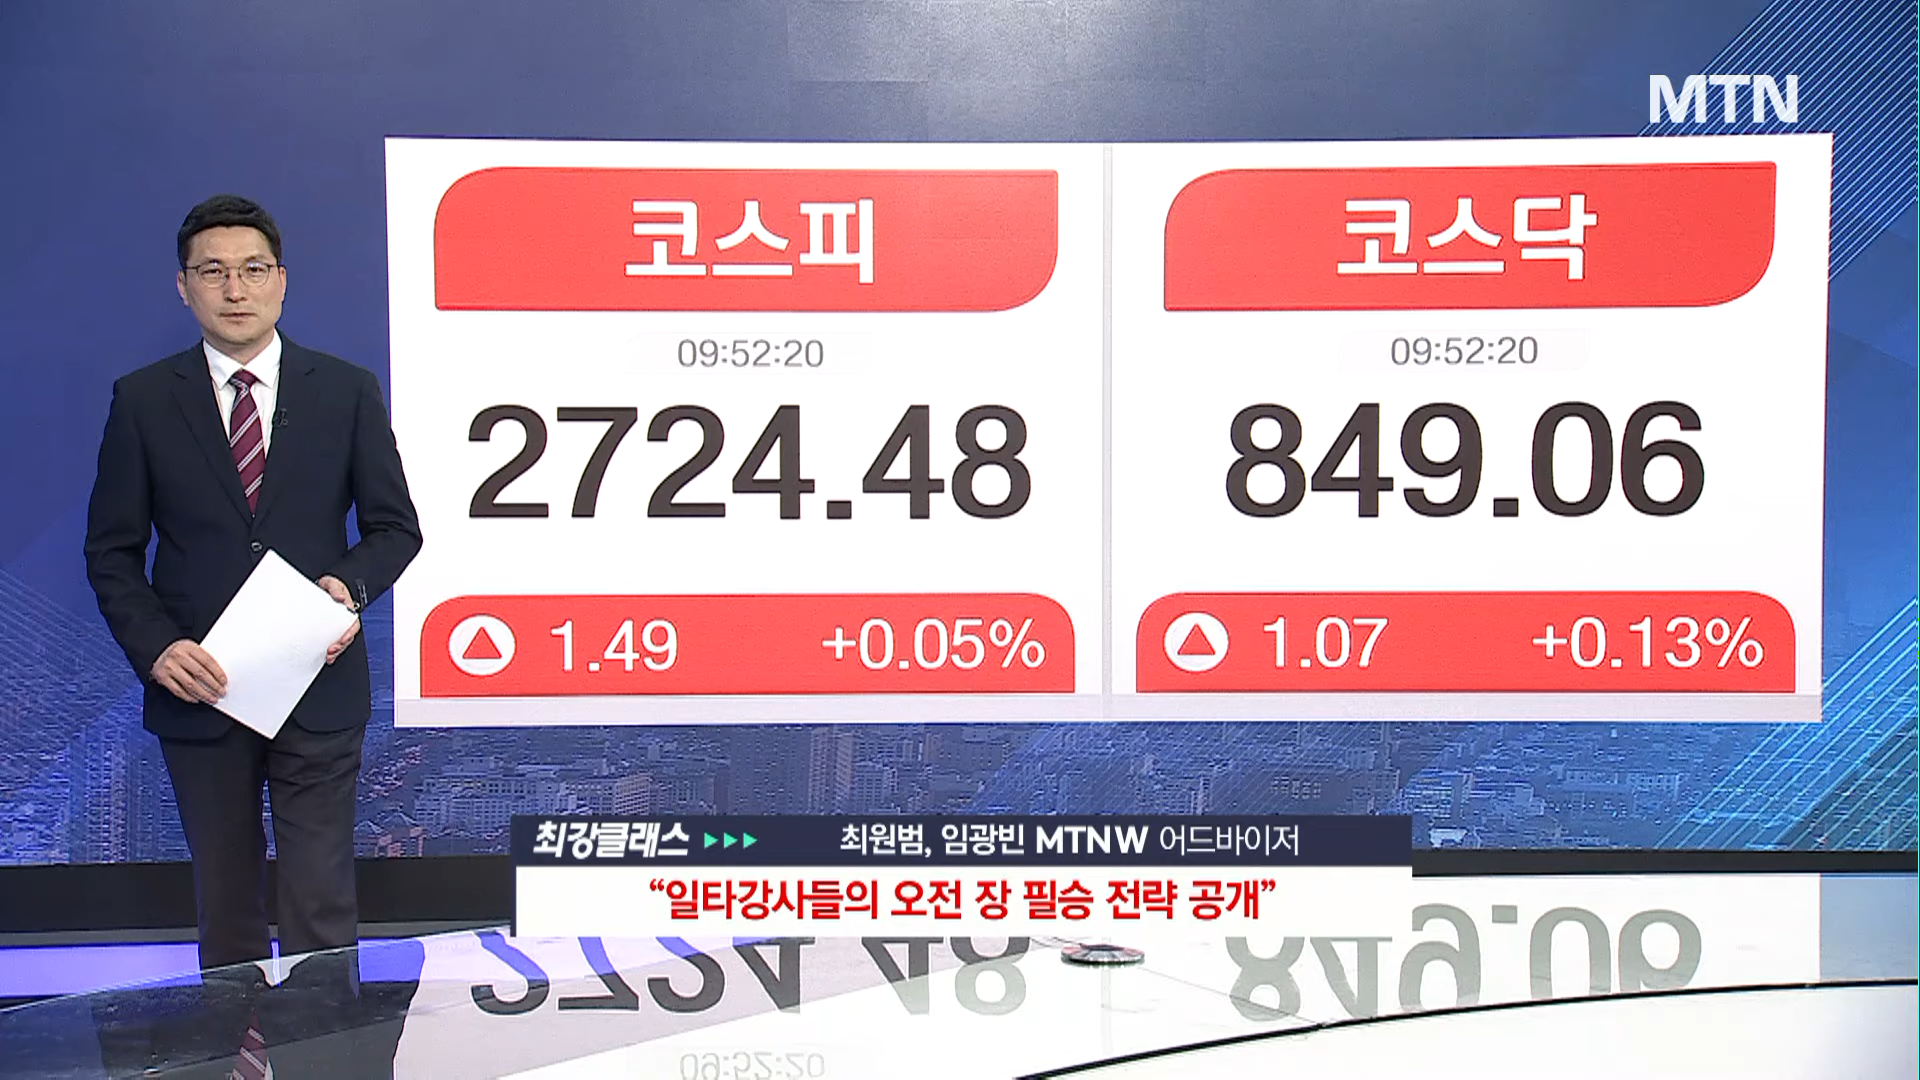 MTN
코스피
09:52:20
2724.48
1.49 +0.05%
코스닥
09:52:20
849.06
1.07 +0.13%
최강클래스 최원범, 임광빈 MTNW 어드바이저
“일타강사들의 오전 장 필승 전략 공개”